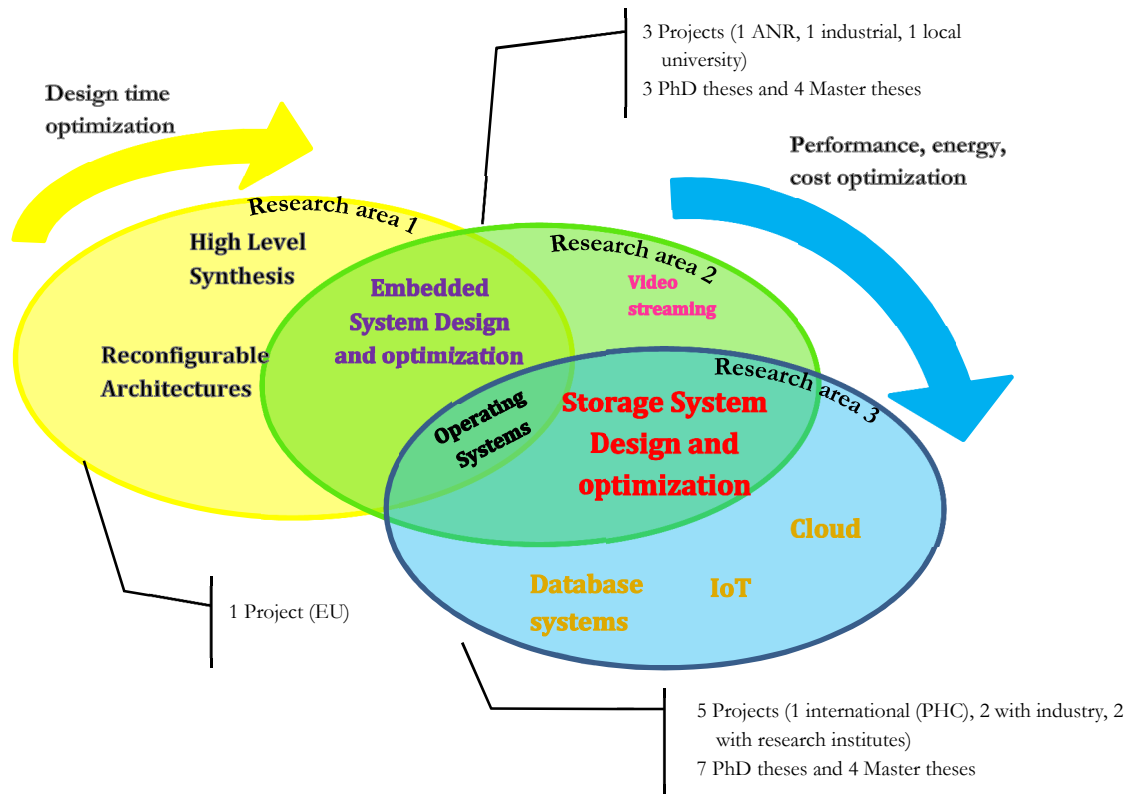 3 Projects (1 ANR, 1 industrial, 1 local
university)
3 PhD theses and 4 Master theses
Design time
optimization
Performance, energy,
cost optimization
Research area 1
High Level
Synthesis
Reconfigurable
Architectures
Embedded
System Design
and optimization
Research area 2
Video
streaming
Research area 3
Operating
Systems
Storage System
Design and
optimization
Cloud
IoT
Database
systems
1 Project (EU)
5 Projects (1 international (PHC), 2 with industry, 2
with research institutes)
7 PhD theses and 4 Master theses